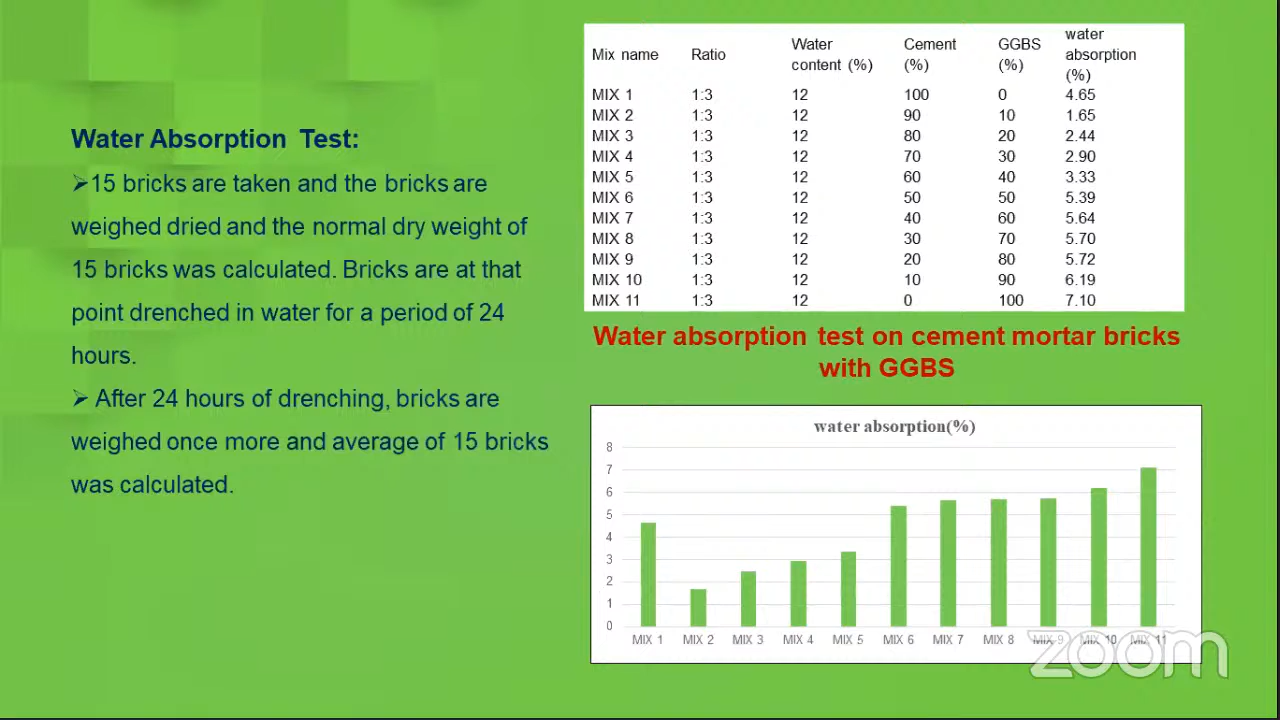 Water Absorption Test:
➢15 bricks are taken and the bricks are
weighed dried and the normal dry weight of
15 bricks was calculated. Bricks are at that
point drenched in water for a period of 24
hours.
➢ After 24 hours of drenching, bricks are
weighed once more and average of 15 bricks
was calculated.
Mix name Ratio Water content (%) Cement (%) GGBS (%) water absorption (%)
MIX 1 1:3 12 100 0 4.65
MIX 2 1:3 12 90 10 1.65
MIX 3 1:3 12 80 20 2.44
MIX 4 1:3 12 70 30 2.90
MIX 5 1:3 12 60 40 3.33
MIX 6 1:3 12 50 50 5.39
MIX 7 1:3 12 40 60 5.64
MIX 8 1:3 12 30 70 5.70
MIX 9 1:3 12 20 80 5.72
MIX 10 1:3 12 10 90 6.19
MIX 11 1:3 12 0 100 7.10
Water absorption test on cement mortar bricks
with GGBS
water absorption(%)
8
7
6
5
4
3
2
1
0
MIX 1 MIX 2 MIX 3 MIX 4 MIX 5 MIX 6 MIX 7 MIX 8 MIX 9 MIX 10 MIX 11
zoom